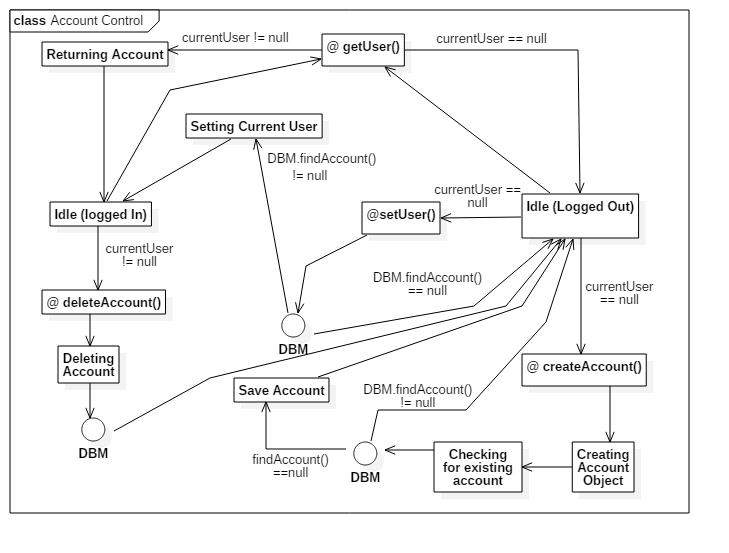 class Account Control
currentUser != null
@ getUser()
currentUser == null
Returning Account
Setting Current User
DBM.findAccount()
!= null
currentUser ==
null
Idle (logged In)
@setUser()
Idle (Logged Out)
currentUser
!= null
DBM.findAccount()
== null
currentUser
== null
@ deleteAccount()
DBM
Deleting
Account
@ createAccount()
Save Account
DBM.findAccount()
!= null
DBM
findAccount()
==null
DBM
Checking
for existing
account
Creating
Account
Object